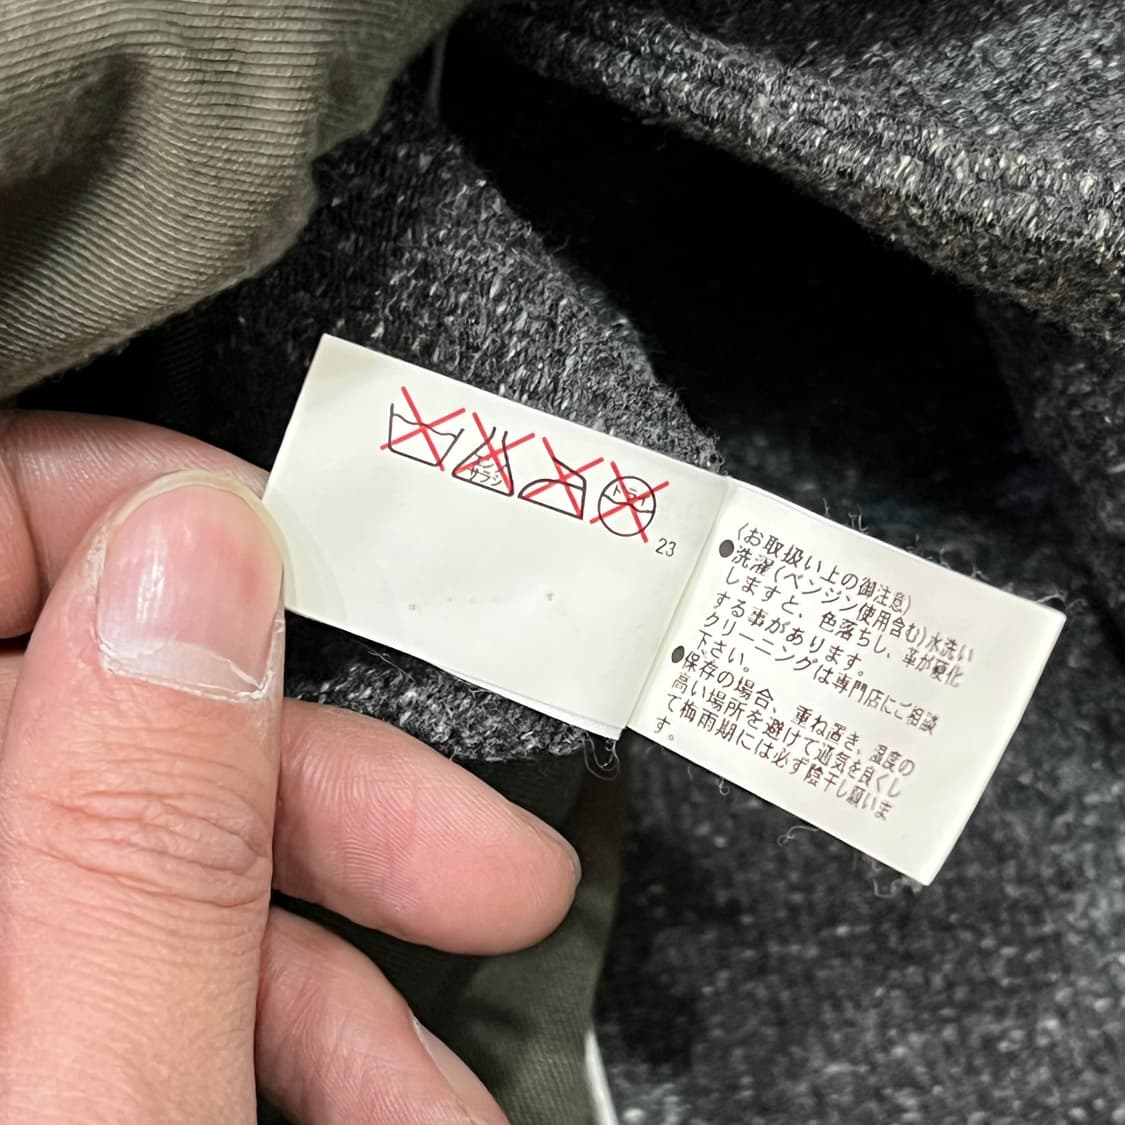 エンソ
サラシ
ドライ
23
(お取扱い上の御注意)
●洗濯(ベンジン使用含む)水洗い
しますと、色落ちし、革が硬化
する事があります。
クリーニングは専門店にご相談
下さい。
●保存の場合、重ね置き、湿度の
高い場所を避けて通気を良くし
て梅雨期には必ず陰干し願いま
す。